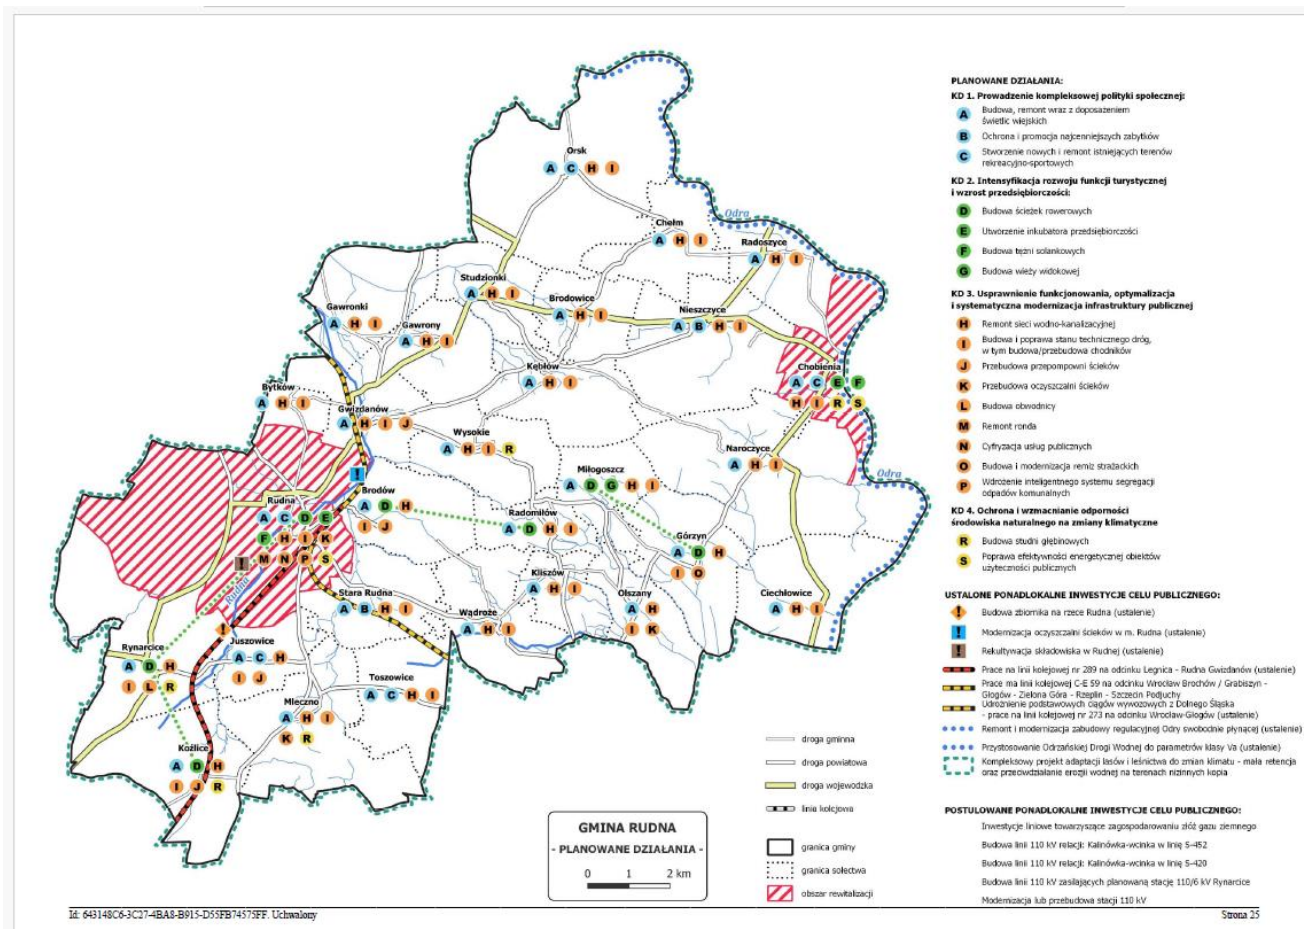 PLANOWANE DZIAŁANIA:
KD 1. Prowadzenie kompleksowej polityki społecznej:
A Budowa, remont wraz z doposażeniem
świetlic wiejskich
B Ochrona i promocja najcenniejszych zabytków
C Stworzenie nowych i remont istniejących terenów
rekreacyjno-sportowych
KD 2. Intensyfikacja rozwoju funkcji turystycznej
i wzrost przedsiębiorczości:
D Budowa ścieżek rowerowych
E Utworzenie inkubatora przedsiębiorczości
F Budowa tężni solankowych
G Budowa wieży widokowej
KD 3. Usprawnienie funkcjonowania, optymalizacja
i systematyczna modernizacja infrastruktury publicznej
H Remont sieci wodno-kanalizacyjnej
I Budowa i poprawa stanu technicznego dróg,
w tym budowa/przebudowa chodników
J Przebudowa przepompowni ścieków
K Przebudowa oczyszczalni ścieków
L Budowa obwodnicy
M Remont ronda
N Cyfryzacja usług publicznych
O Budowa i modernizacja remiz strażackich
P Wdrożenie inteligentnego systemu segregacji
odpadów komunalnych
KD 4. Ochrona i wzmacnianie odporności
środowiska naturalnego na zmiany klimatyczne
R Budowa studni głębinowych
S Poprawa efektywności energetycznej obiektów
użyteczności publicznych
USTALONE PONADLOKALNE INWESTYCJE CELU PUBLICZNEGO:
! Budowa zbiornika na rzece Rudna (ustalenie)
! Modernizacja oczyszczalni ścieków w m. Rudna (ustalenie)
! Rekultywacja składowiska w Rudnej (ustalenie)
Prace na linii kolejowej nr 289 na odcinku Legnica - Rudna Gwizdanów (ustalenie)
Prace ma linii kolejowej C-E 59 na odcinku Wrocław Brochów / Grabiszyn -
Głogów - Zielona Góra - Rzeplin - Szczecin Podjuchy
Udrożnienie podstawowych ciągów wywozowych z Dolnego Śląska
- prace na linii kolejowej nr 273 na odcinku Wrocław-Głogów (ustalenie)
Remont i modernizacja zabudowy regulacyjnej Odry swobodnie płynącej (ustalenie)
Przystosowanie Odrzańskiej Drogi Wodnej do parametrów klasy Va (ustalenie)
Kompleksowy projekt adaptacji lasów i leśnictwa do zmian klimatu - mała retencja
oraz przeciwdziałanie erozji wodnej na terenach nizinnych kopia
POSTULOWANE PONADLOKALNE INWESTYCJE CELU PUBLICZNEGO:
Inwestycje liniowe towarzyszące zagospodarowaniu złóż gazu ziemnego
Budowa linii 110 kV relacji: Kalinówka-wcinka w linię S-452
Budowa linii 110 kV relacji: Kalinówka-wcinka w linię S-420
Budowa linii 110 kV zasilających planowaną stację 110/6 kV Rynarcice
Modernizacja lub przebudowa stacji 110 kV
Orsk
A C H I
Odra
Chełm
A H I
Radoszyce
A H I
Studzionki
A H I
Gawronki
A H I
Gawrony
A H I
Brodowice
A H I
Nieszczyce
A B H I
Chobienia
A C E F
H I R S
Kębłów
A H I
Bytków
A H I
Gwizdanów
A H I J
Wysokie
A H I R
Naroczyce
A H I
Miłogoszcz
A D G H I
Odra
!
Rudna
A C D E
F H I K
M N P S
Brodów
A D H
I J
Radomiłów
A D H I
Górzyn
A D H
I O
!
Rudna
Kliszów
A H I
Stara Rudna
A B H I
Olszany
A H
I K
Ciechłowice
A H I
Wądroże
A H I
!
Juszowice
A C H
I J
Rynarcice
A D H
I L R
Toszowice
A C H I
Mleczno
A H I
K R
Koźlice
A D H
I J R
droga gminna
droga powiatowa
droga wojewódzka
linia kolejowa
granica gminy
granica sołectwa
obszar rewitalizacji
GMINA RUDNA
- PLANOWANE DZIAŁANIA -
0 1 2 km
Id: 643148C6-3C27-4BA8-B915-D55FB74575FF. Uchwalony
Strona 25